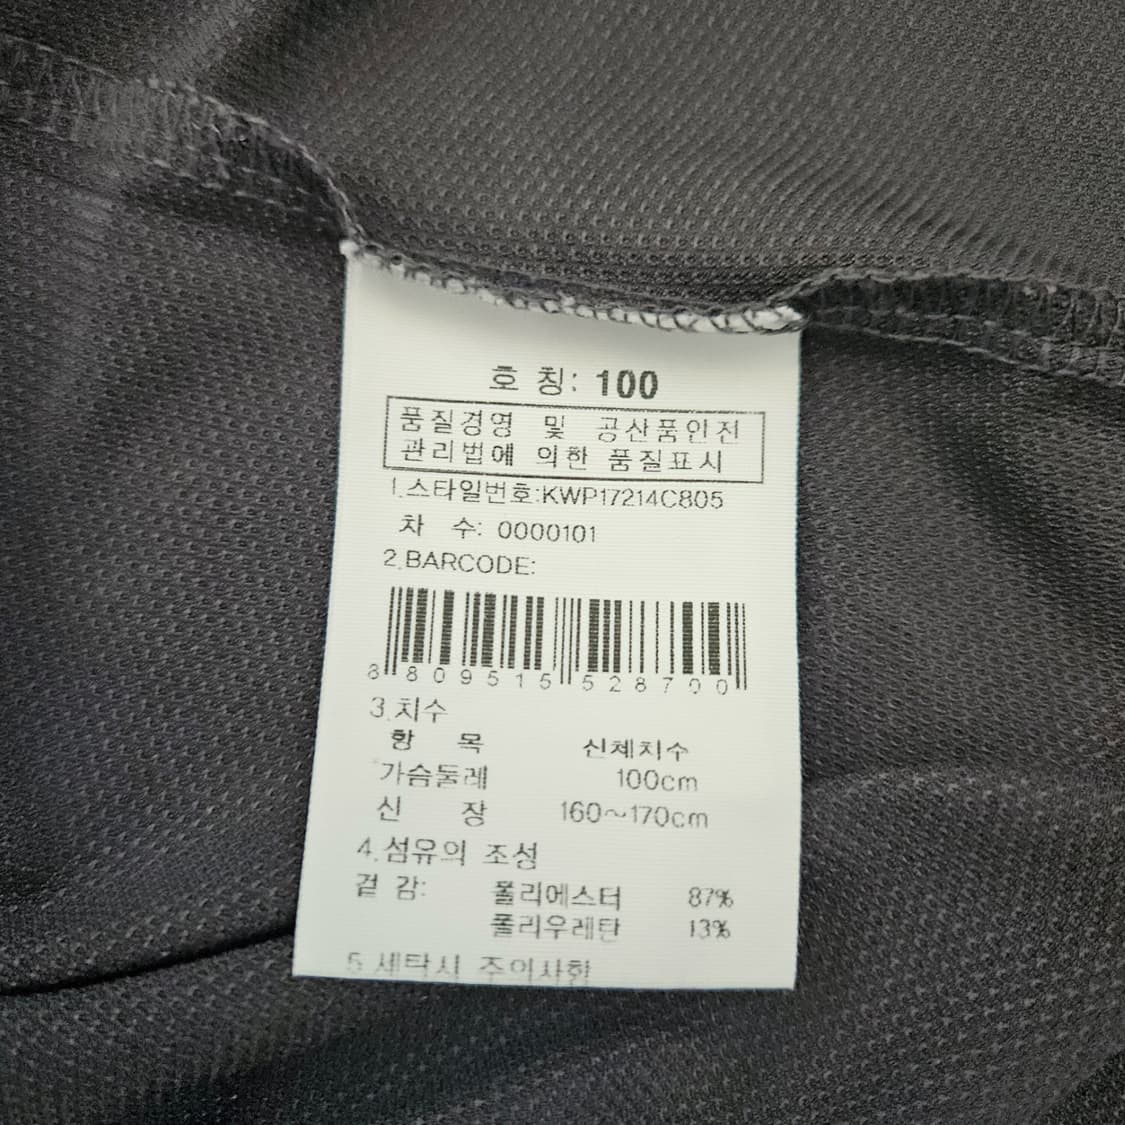 호 칭: 100
품질경영 및 공산품안전
관리법에 의한 품질표시
1.스타일번호:KWP17214C805
차 수: 0000101
2.BARCODE:
8 809515 528700
3.치수
항 목 신체치수
가슴둘레 100cm
신 장 160~170cm
4.섬유의 조성
겉 감: 폴리에스터 87%
폴리우레탄 13%
5.세탁시 주의사항